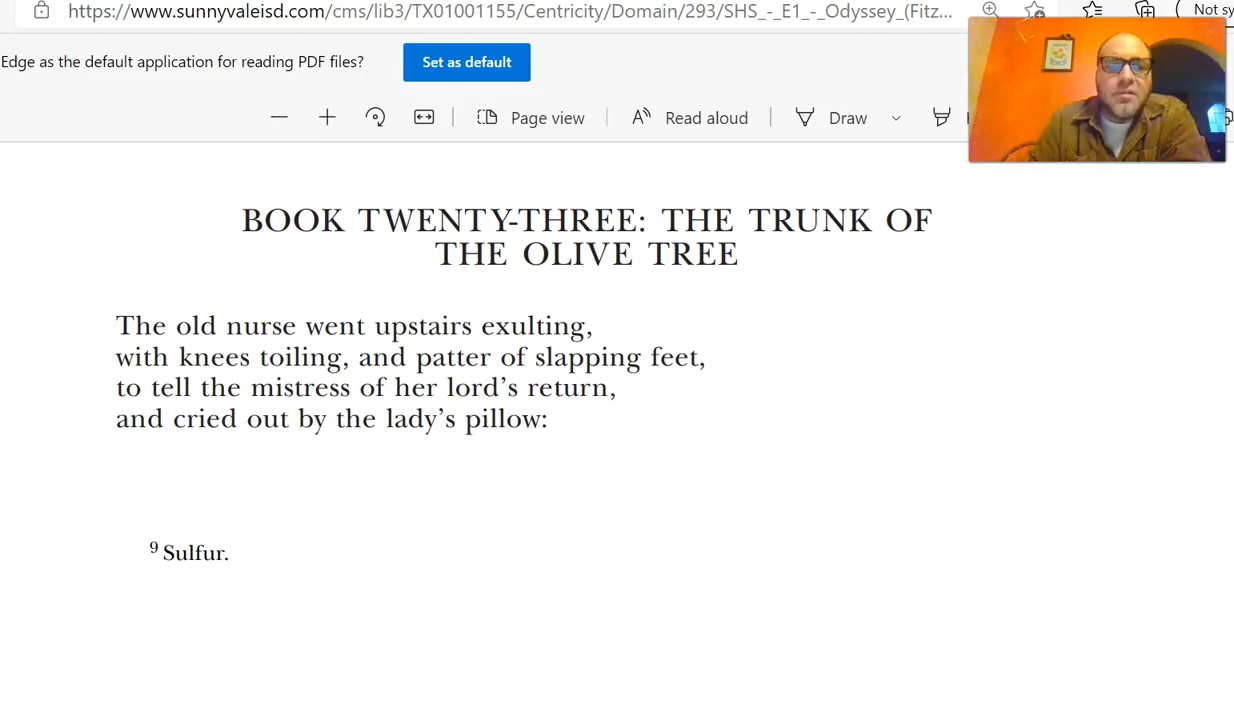 https://www.sunnyvaleisd.com/cms/lib3/TX01001155/Centricity/Domain/293/SHS_-_E1_-_Odyssey_(Fitz...
Not sy
Edge as the default application for reading PDF files?
Set as default
Page view
Read aloud
Draw
BOOK TWENTY-THREE: THE TRUNK OF
THE OLIVE TREE
The old nurse went upstairs exulting,
with knees toiling, and patter of slapping feet,
to tell the mistress of her lord’s return,
and cried out by the lady’s pillow:
9 Sulfur.